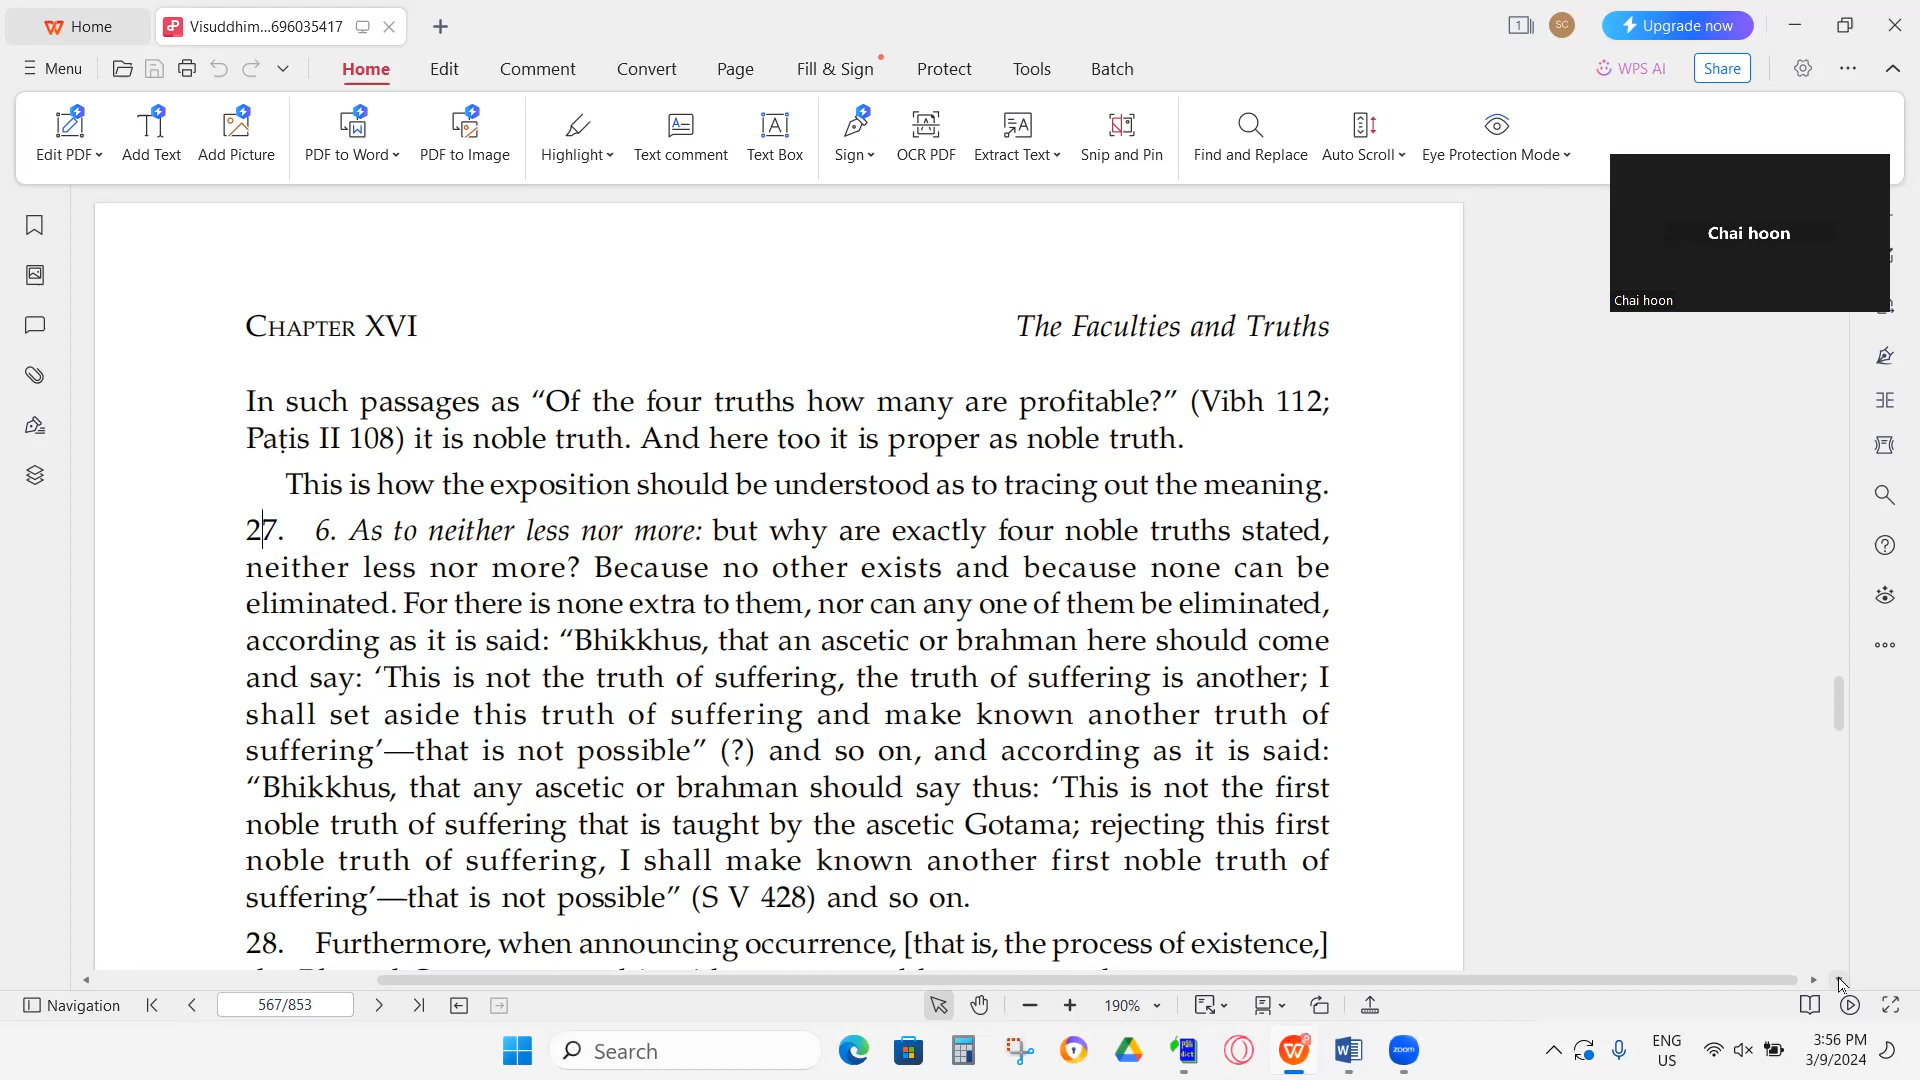 Home
Visuddhim...696035417
1
SC
Upgrade now
Menu
Home
Edit
Comment
Convert
Page
Fill & Sign
Protect
Tools
Batch
WPS AI
Share
Edit PDF
Add Text
Add Picture
PDF to Word
PDF to Image
Highlight
Text comment
Text Box
Sign
OCR PDF
Extract Text
Snip and Pin
Find and Replace
Auto Scroll
Eye Protection Mode
Chai hoon
Chai hoon
CHAPTER XVI
The Faculties and Truths
In such passages as “Of the four truths how many are profitable?” (Vibh 112;
Paṭis II 108) it is noble truth. And here too it is proper as noble truth.
This is how the exposition should be understood as to tracing out the meaning.
27. 6. As to neither less nor more: but why are exactly four noble truths stated,
neither less nor more? Because no other exists and because none can be
eliminated. For there is none extra to them, nor can any one of them be eliminated,
according as it is said: “Bhikkhus, that an ascetic or brahman here should come
and say: ‘This is not the truth of suffering, the truth of suffering is another; I
shall set aside this truth of suffering and make known another truth of
suffering’—that is not possible” (?) and so on, and according as it is said:
“Bhikkhus, that any ascetic or brahman should say thus: ‘This is not the first
noble truth of suffering that is taught by the ascetic Gotama; rejecting this first
noble truth of suffering, I shall make known another first noble truth of
suffering’—that is not possible” (S V 428) and so on.
28. Furthermore, when announcing occurrence, [that is, the process of existence,]
Navigation
567/853
190%
Search
zoom
ENG
US
3:56 PM
3/9/2024